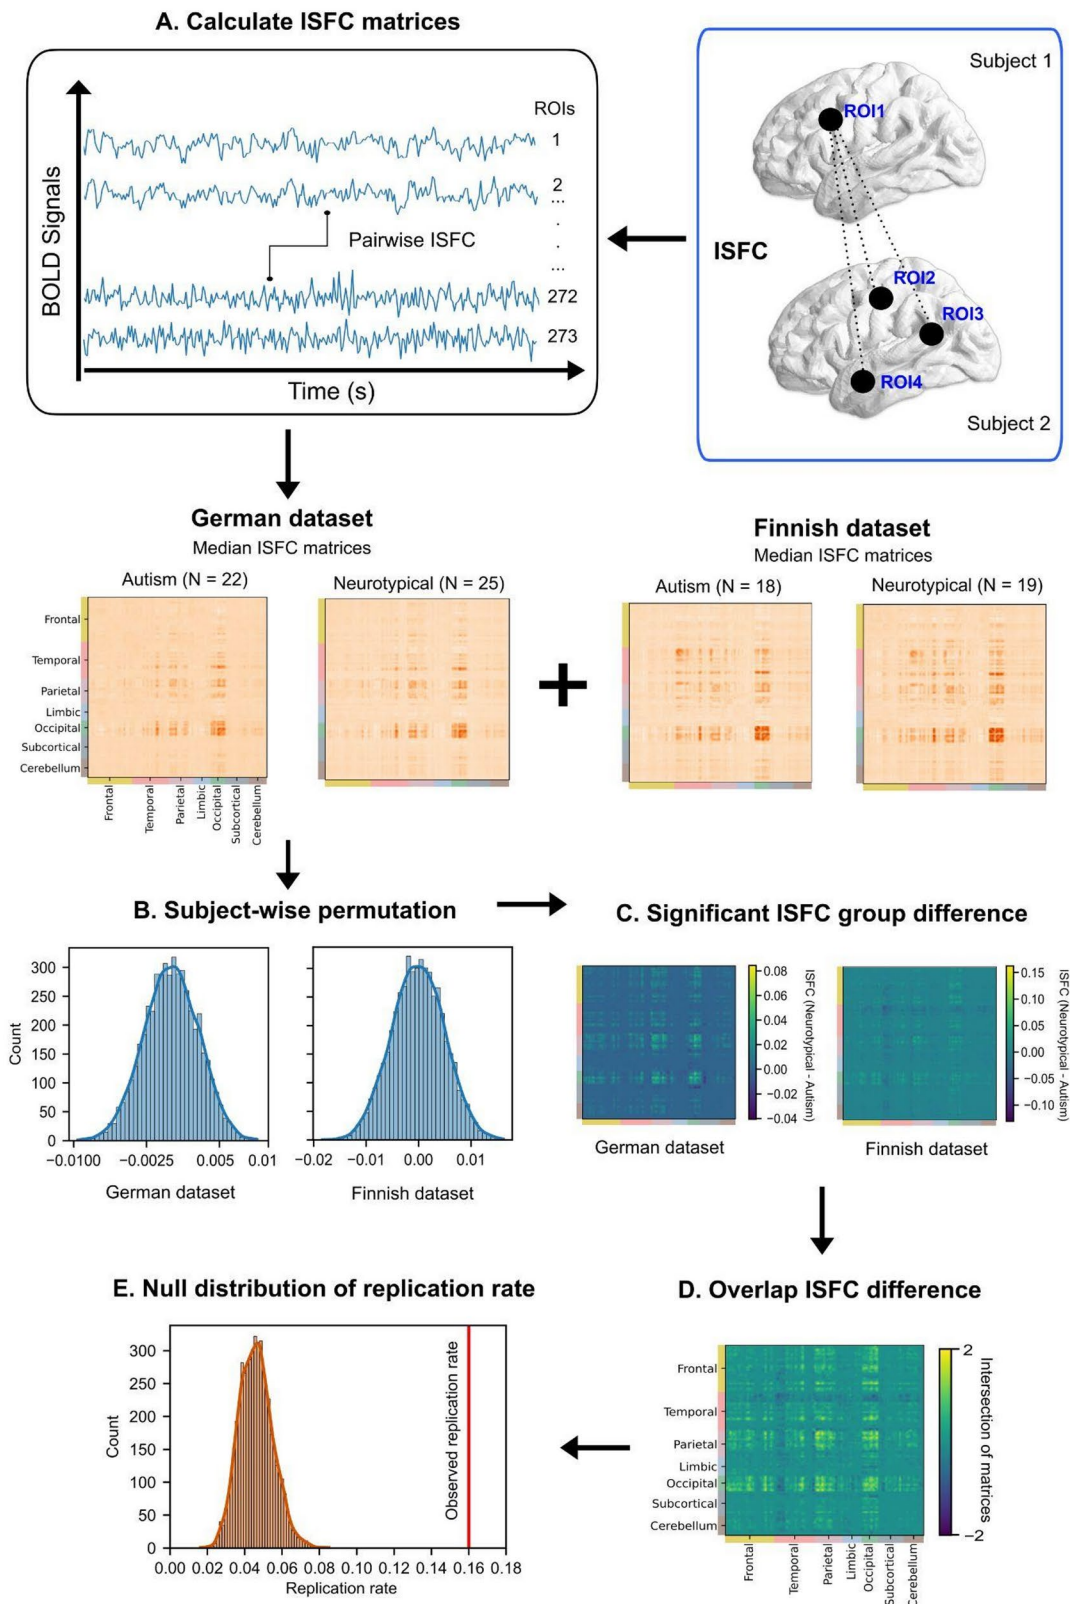 A. Calculate ISFC matrices
BOLD Signals
ROIs
1
2
...
.
.
...
272
273
Pairwise ISFC
Time (s)
Subject 1
ROI1
ISFC
ROI2
ROI3
ROI4
Subject 2
German dataset
Median ISFC matrices
Autism (N = 22)
Neurotypical (N = 25)
Frontal
Temporal
Parietal
Limbic
Occipital
Subcortical
Cerebellum
Frontal
Temporal
Parietal
Limbic
Occipital
Subcortical
Cerebellum
Finnish dataset
Median ISFC matrices
Autism (N = 18)
Neurotypical (N = 19)
B. Subject-wise permutation
Count
300
250
200
150
100
50
0
−0.0100 −0.0025 0.005 0.01
German dataset
−0.02 −0.01 0.00 0.01
Finnish dataset
C. Significant ISFC group difference
0.08
0.06
0.04
0.02
0.00
−0.02
−0.04
ISFC (Neurotypical - Autism)
German dataset
0.15
0.10
0.05
0.00
−0.05
−0.10
ISFC (Neurotypical - Autism)
Finnish dataset
D. Overlap ISFC difference
Frontal
Temporal
Parietal
Limbic
Occipital
Subcortical
Cerebellum
Frontal
Temporal
Parietal
Limbic
Occipital
Subcortical
Cerebellum
2
−2
Intersection of matrices
E. Null distribution of replication rate
Count
300
250
200
150
100
50
0
0.00 0.02 0.04 0.06 0.08 0.10 0.12 0.14 0.16 0.18
Replication rate
Observed replication rate